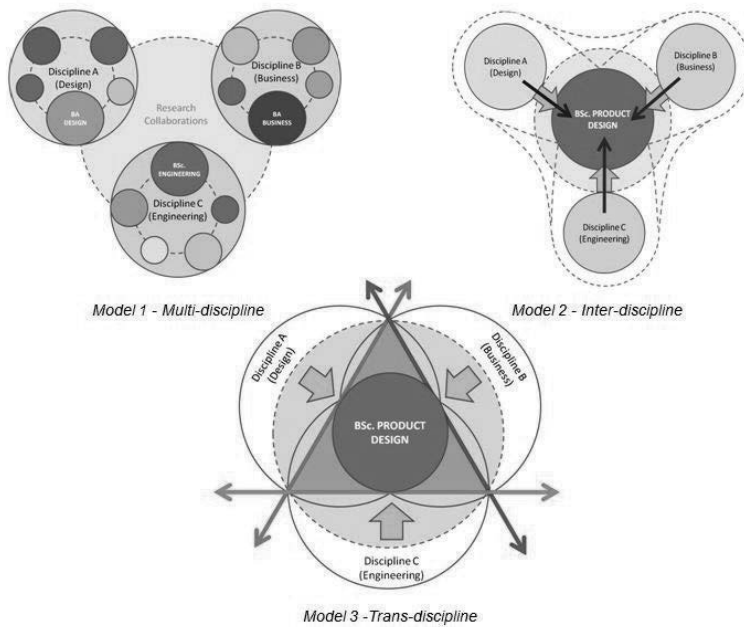 Discipline A
(Design)
BA
DESIGN
Research
Collaborations
Discipline B
(Business)
BA
BUSINESS
BSc.
ENGINEERING
Discipline C
(Engineering)
Model 1 - Multi-discipline
Discipline A
(Design)
Discipline B
(Business)
BSc. PRODUCT
DESIGN
Discipline C
(Engineering)
Model 2 - Inter-discipline
Discipline A
(Design)
Discipline B
(Business)
BSc. PRODUCT
DESIGN
Discipline C
(Engineering)
Model 3 -Trans-discipline